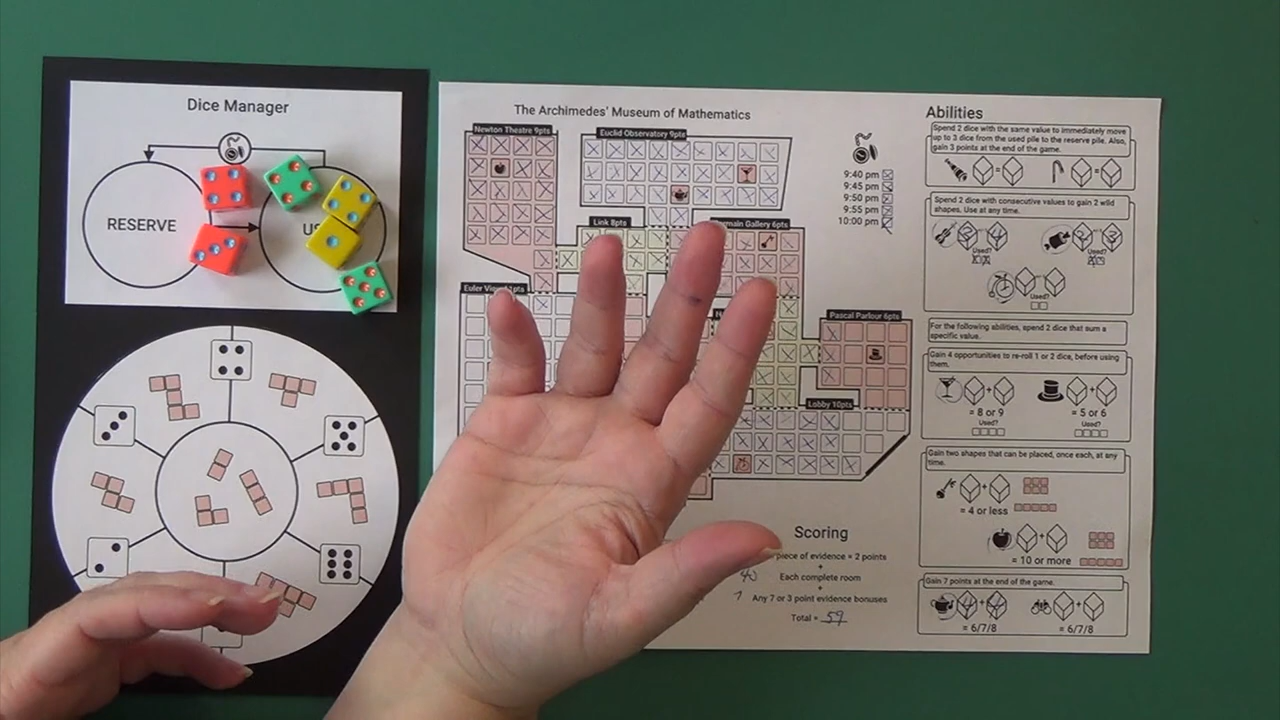 Dice Manager
RESERVE
The Archimedes' Museum of Mathematics
Newton Theatre 9pts
Euclid Observatory 9pts
Link 8pts
Gallery 6pts
Pascal Parlour 6pts
Lobby 10pts
9:40 pm
9:45 pm
9:50 pm
9:55 pm
10:00 pm
Scoring
piece of evidence = 2 points
+
40
Each complete room
+
7 Any 7 or 3 point evidence bonuses
Total = 59
Abilities
Spend 2 dice with the same value to immediately move
up to 3 dice from the used pile to the reserve pile. Also,
gain 3 points at the end of the game.
= =
Spend 2 dice with consecutive values to gain 2 wild
shapes. Use at any time.
Used? Used?
Used?
For the following abilities, spend 2 dice that sum a
specific value.
Gain 4 opportunities to re-roll 1 or 2 dice, before using
them.
+ +
= 8 or 9 = 5 or 6
Used? Used?
Gain two shapes that can be placed, once each, at any
time.
+
= 4 or less
+
= 10 or more
Gain 7 points at the end of the game.
+ +
= 6/7/8 = 6/7/8